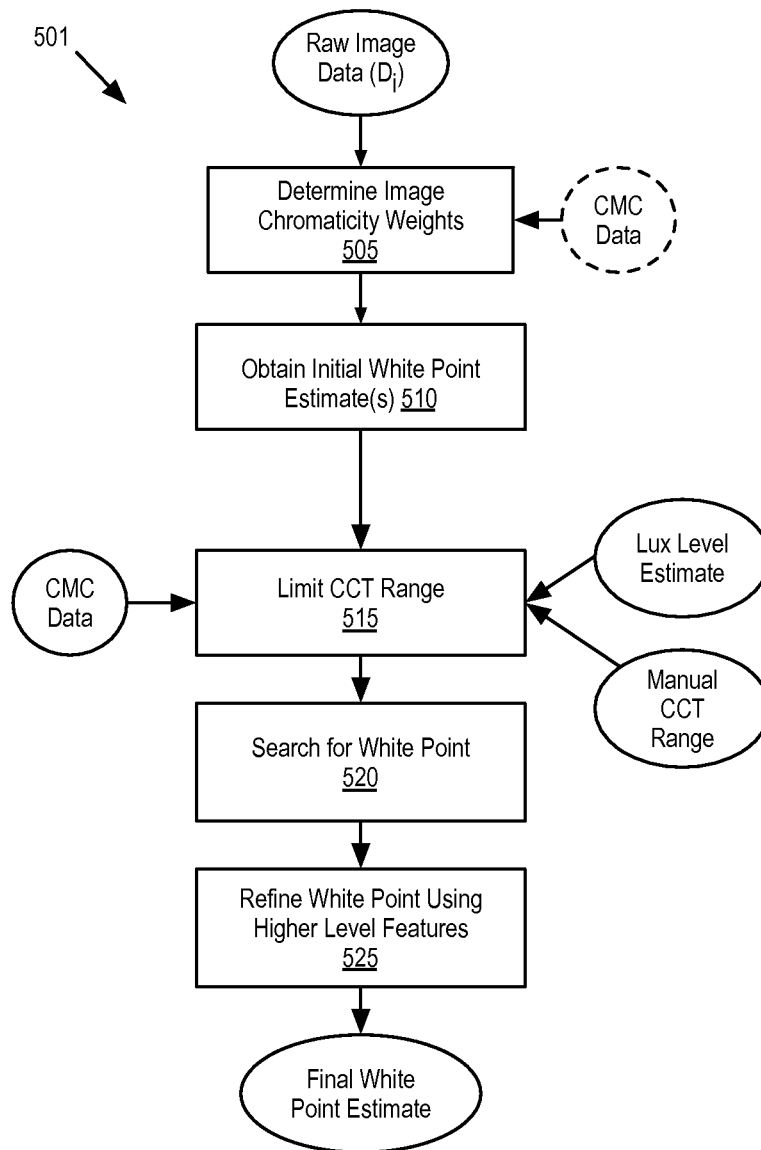 501
Raw Image
Data (Di)
Determine Image
Chromaticity Weights
505
CMC
Data
Obtain Initial White Point
Estimate(s) 510
Lux Level
Estimate
CMC
Data
Limit CCT Range
515
Manual
CCT
Range
Search for White Point
520
Refine White Point Using
Higher Level Features
525
Final White
Point Estimate